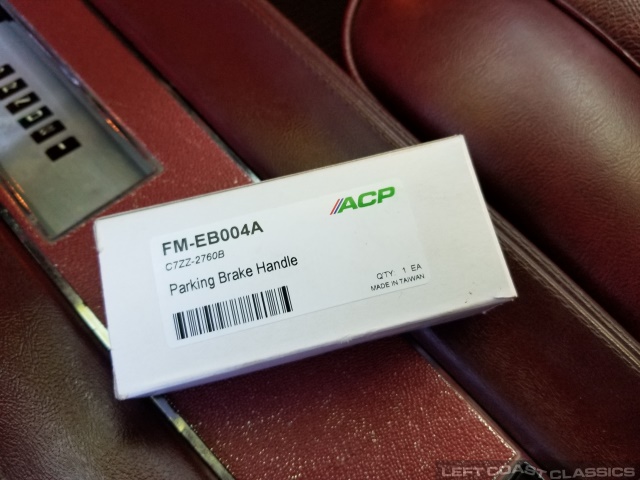 ACP
FM-EB004A
C7ZZ-2760B
Parking Brake Handle
QTY: 1 EA
MADE IN TAIWAN
LEFT COAST CLASSICS